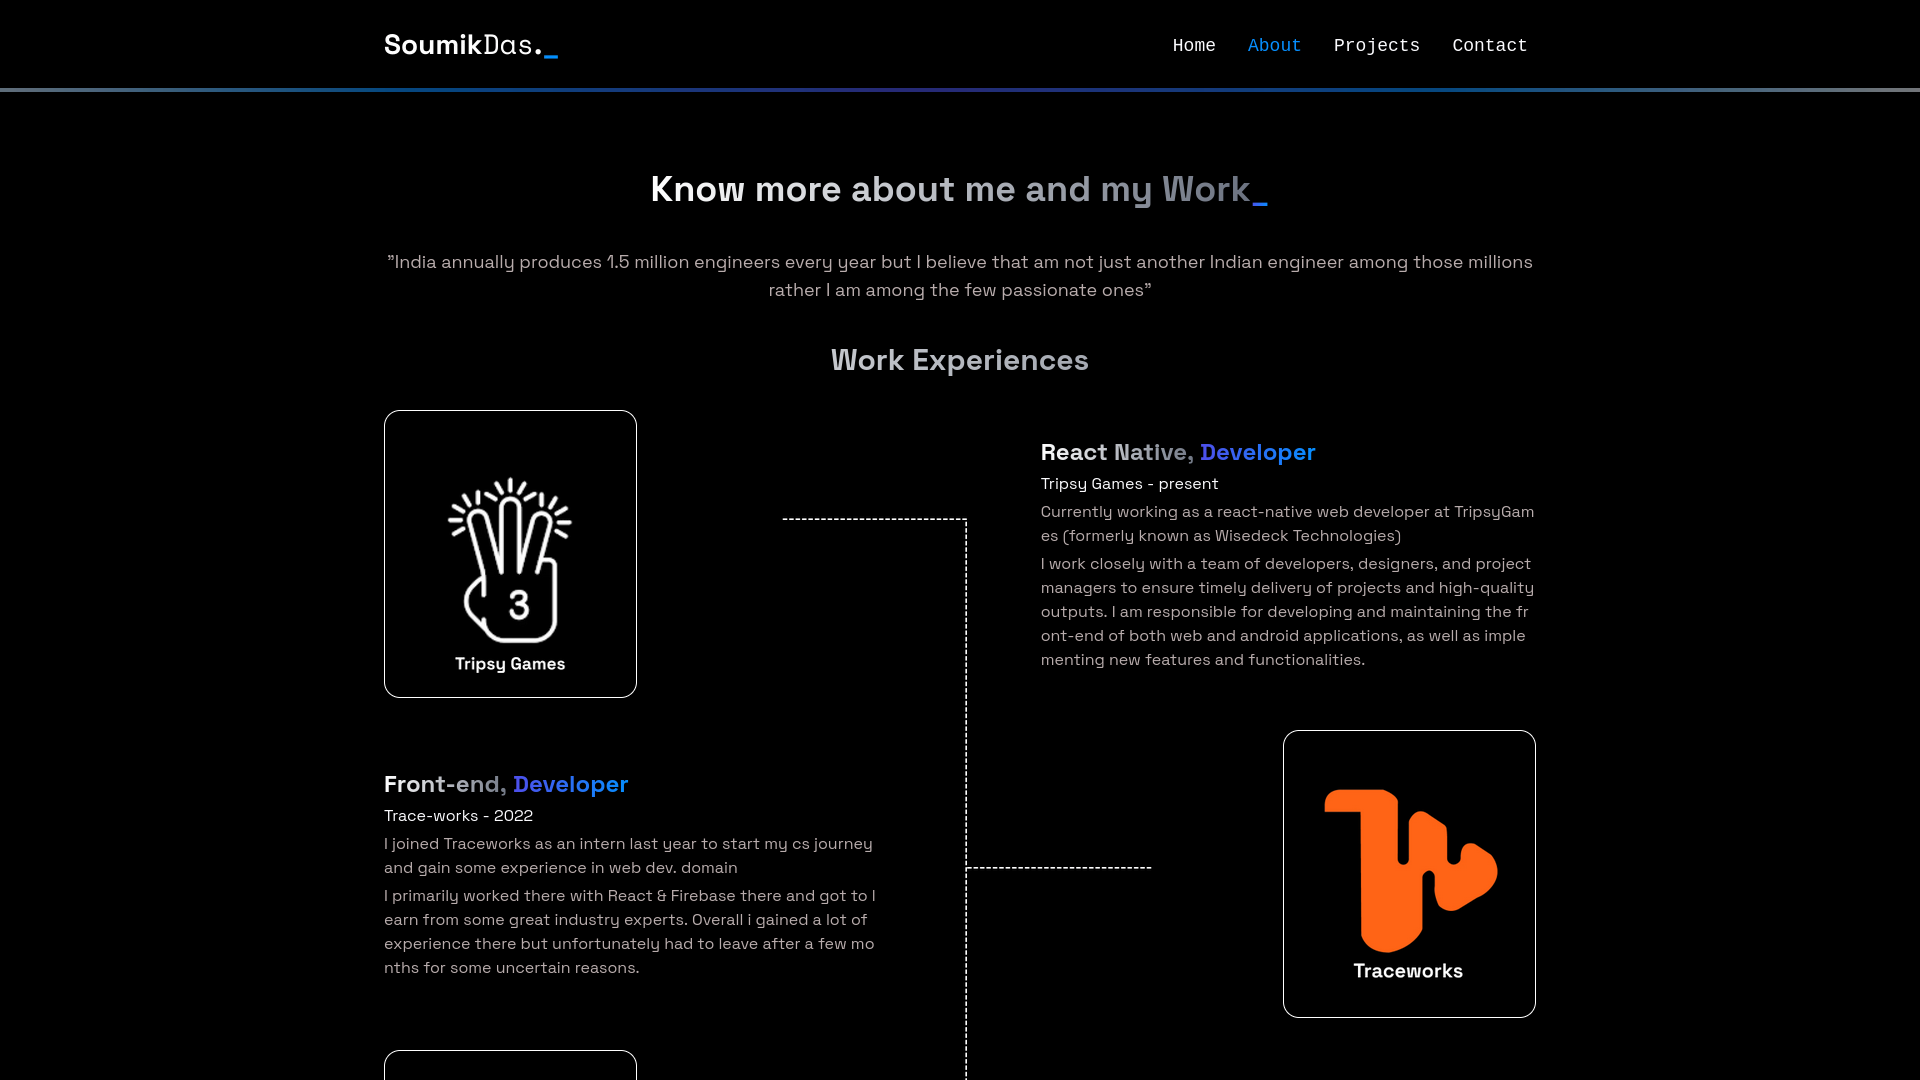 SoumikDas._
Home
About
Projects
Contact
Know more about me and my Work_
"India annually produces 1.5 million engineers every year but I believe that am not just another Indian engineer among those millions
rather I am among the few passionate ones"
Work Experiences
3
Tripsy Games
React Native, Developer
Tripsy Games - present
Currently working as a react-native web developer at TripsyGam
es (formerly known as Wisedeck Technologies)
I work closely with a team of developers, designers, and project
managers to ensure timely delivery of projects and high-quality
outputs. I am responsible for developing and maintaining the fr
ont-end of both web and android applications, as well as imple
menting new features and functionalities.
Front-end, Developer
Trace-works - 2022
I joined Traceworks as an intern last year to start my cs journey
and gain some experience in web dev. domain
I primarily worked there with React & Firebase there and got to l
earn from some great industry experts. Overall i gained a lot of
experience there but unfortunately had to leave after a few mo
nths for some uncertain reasons.
Traceworks